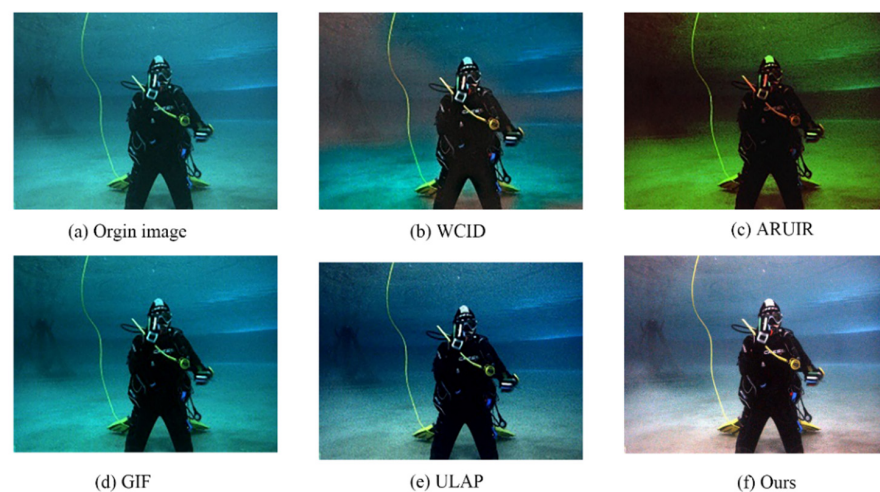 (a) Orgin image
(b) WCID
(c) ARUIR
(d) GIF
(e) ULAP
(f) Ours